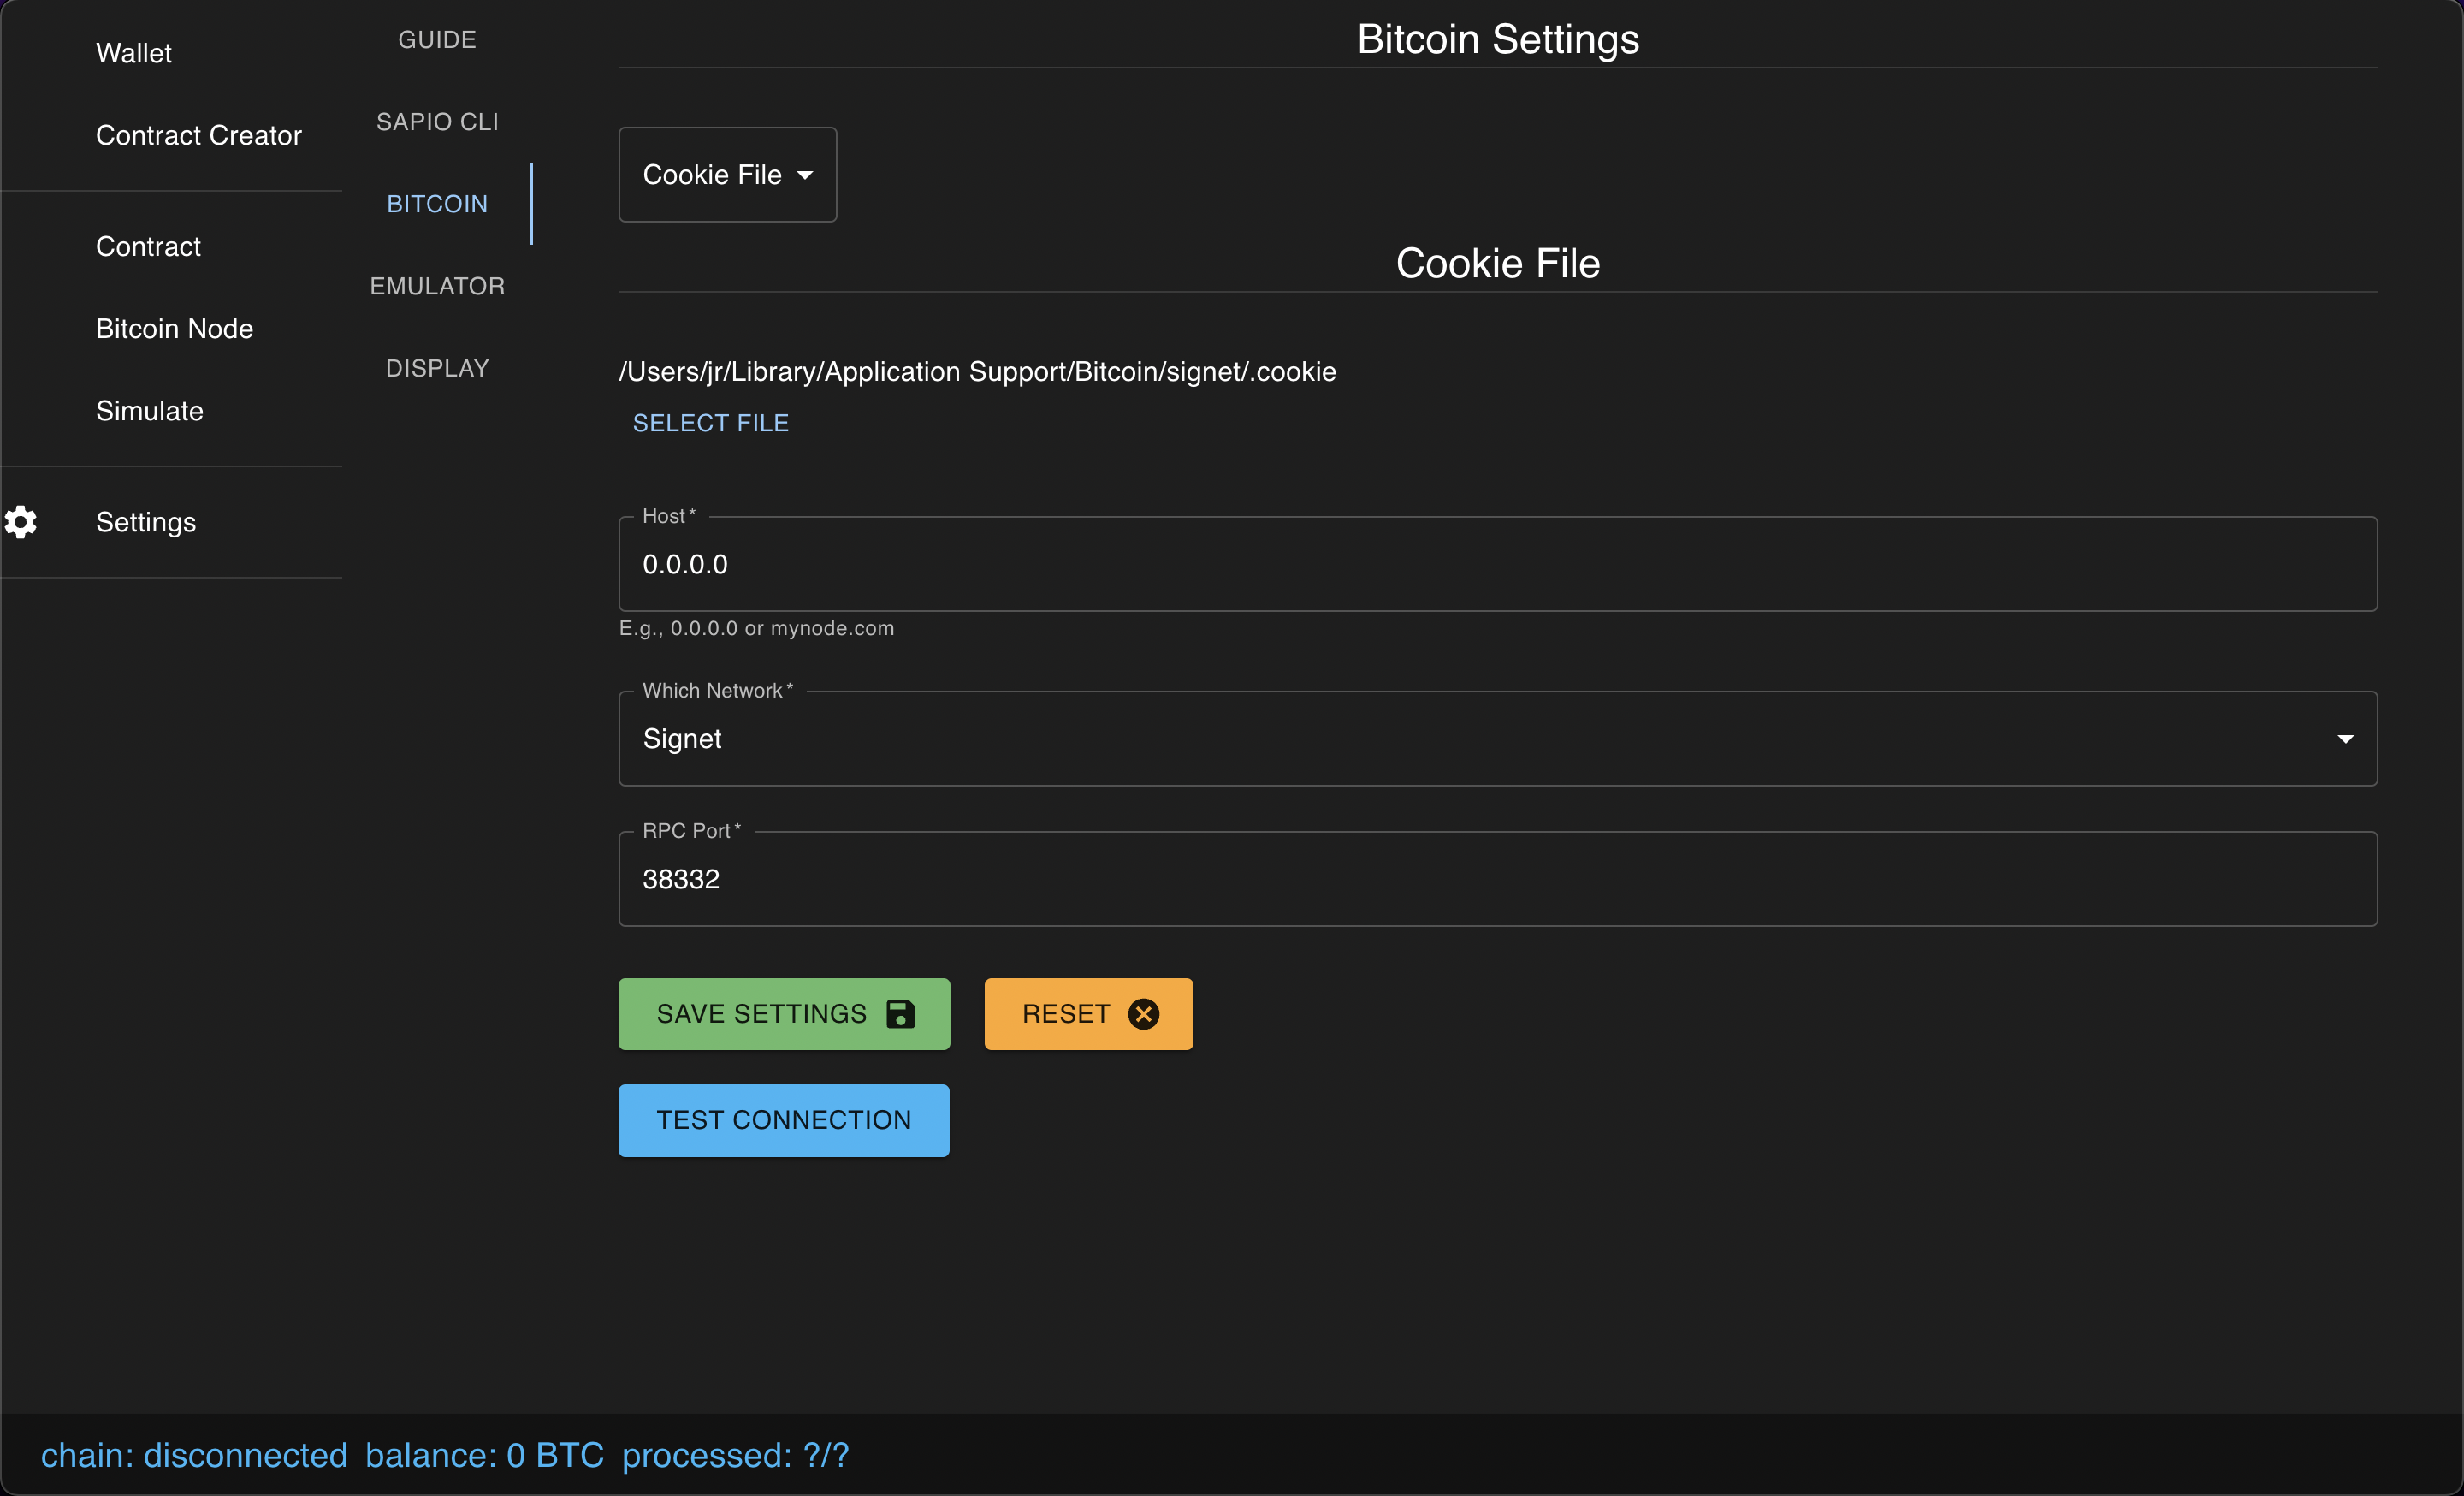 Wallet
Contract Creator
Contract
Bitcoin Node
Simulate
Settings
GUIDE
SAPIO CLI
BITCOIN
EMULATOR
DISPLAY
Bitcoin Settings
Cookie File
Cookie File
/Users/jr/Library/Application Support/Bitcoin/signet/.cookie
SELECT FILE
Host *
0.0.0.0
E.g., 0.0.0.0 or mynode.com
Which Network *
Signet
RPC Port *
38332
SAVE SETTINGS
RESET
TEST CONNECTION
chain: disconnected balance: 0 BTC processed: ?/?